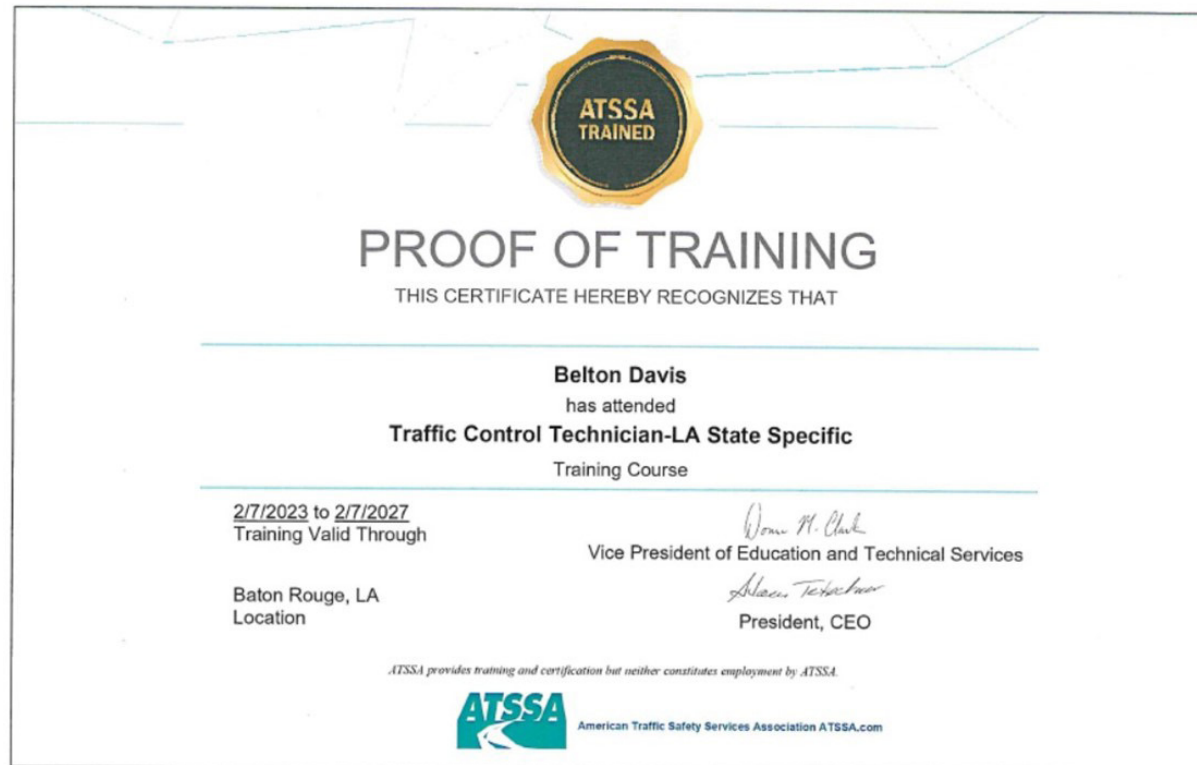 ATSSA
TRAINED
PROOF OF TRAINING
THIS CERTIFICATE HEREBY RECOGNIZES THAT
Belton Davis
has attended
Traffic Control Technician-LA State Specific
Training Course
2/7/2023 to 2/7/2027
Training Valid Through
Baton Rouge, LA
Location
Donna M. Clark
Vice President of Education and Technical Services
Tetschner
President, CEO
ATSSA provides training and certification but neither constitutes employment by ATSSA.
ATSSA
American Traffic Safety Services Association ATSSA.com